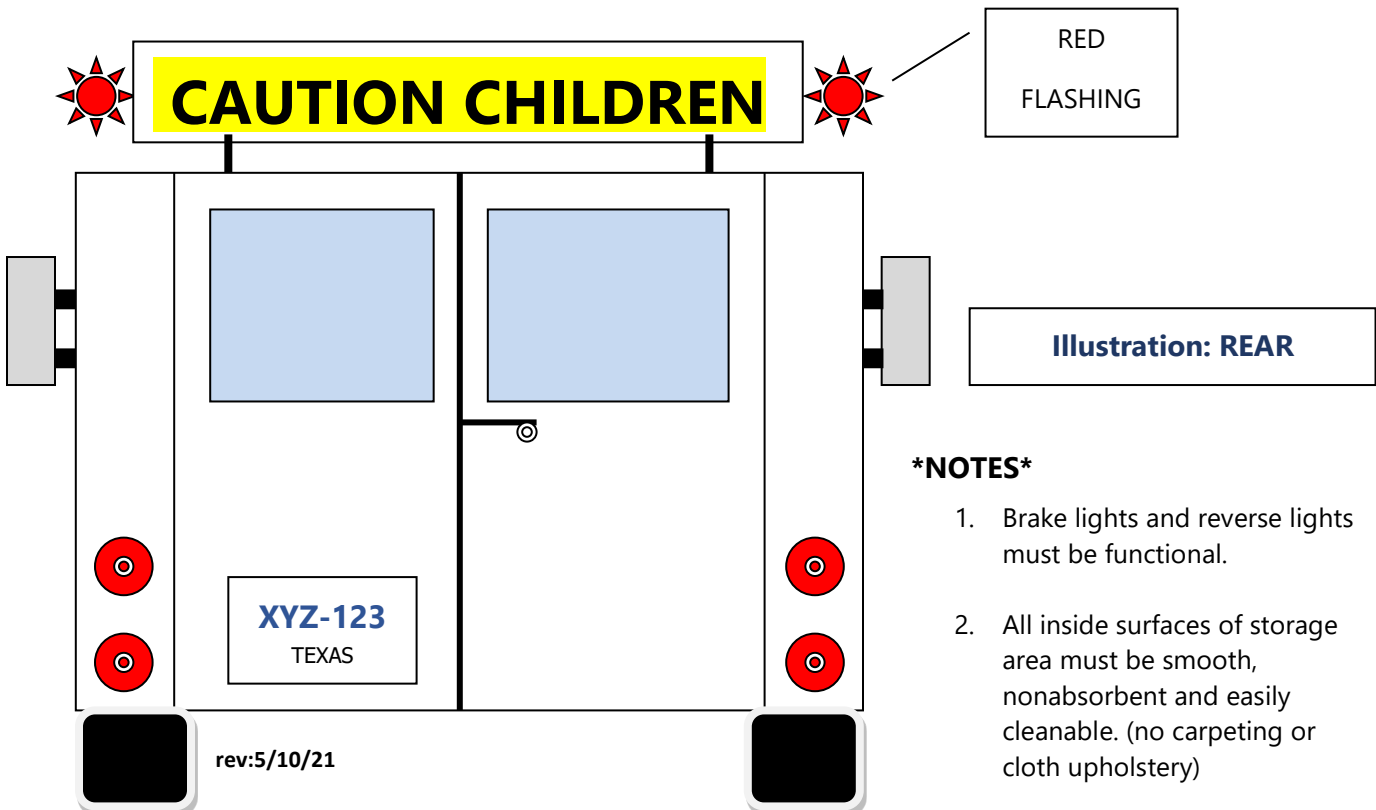 CAUTION CHILDREN
RED
FLASHING
Illustration: REAR
*NOTES*
1. Brake lights and reverse lights
must be functional.
2. All inside surfaces of storage
area must be smooth,
nonabsorbent and easily
cleanable. (no carpeting or
cloth upholstery)
XYZ-123
TEXAS
rev:5/10/21